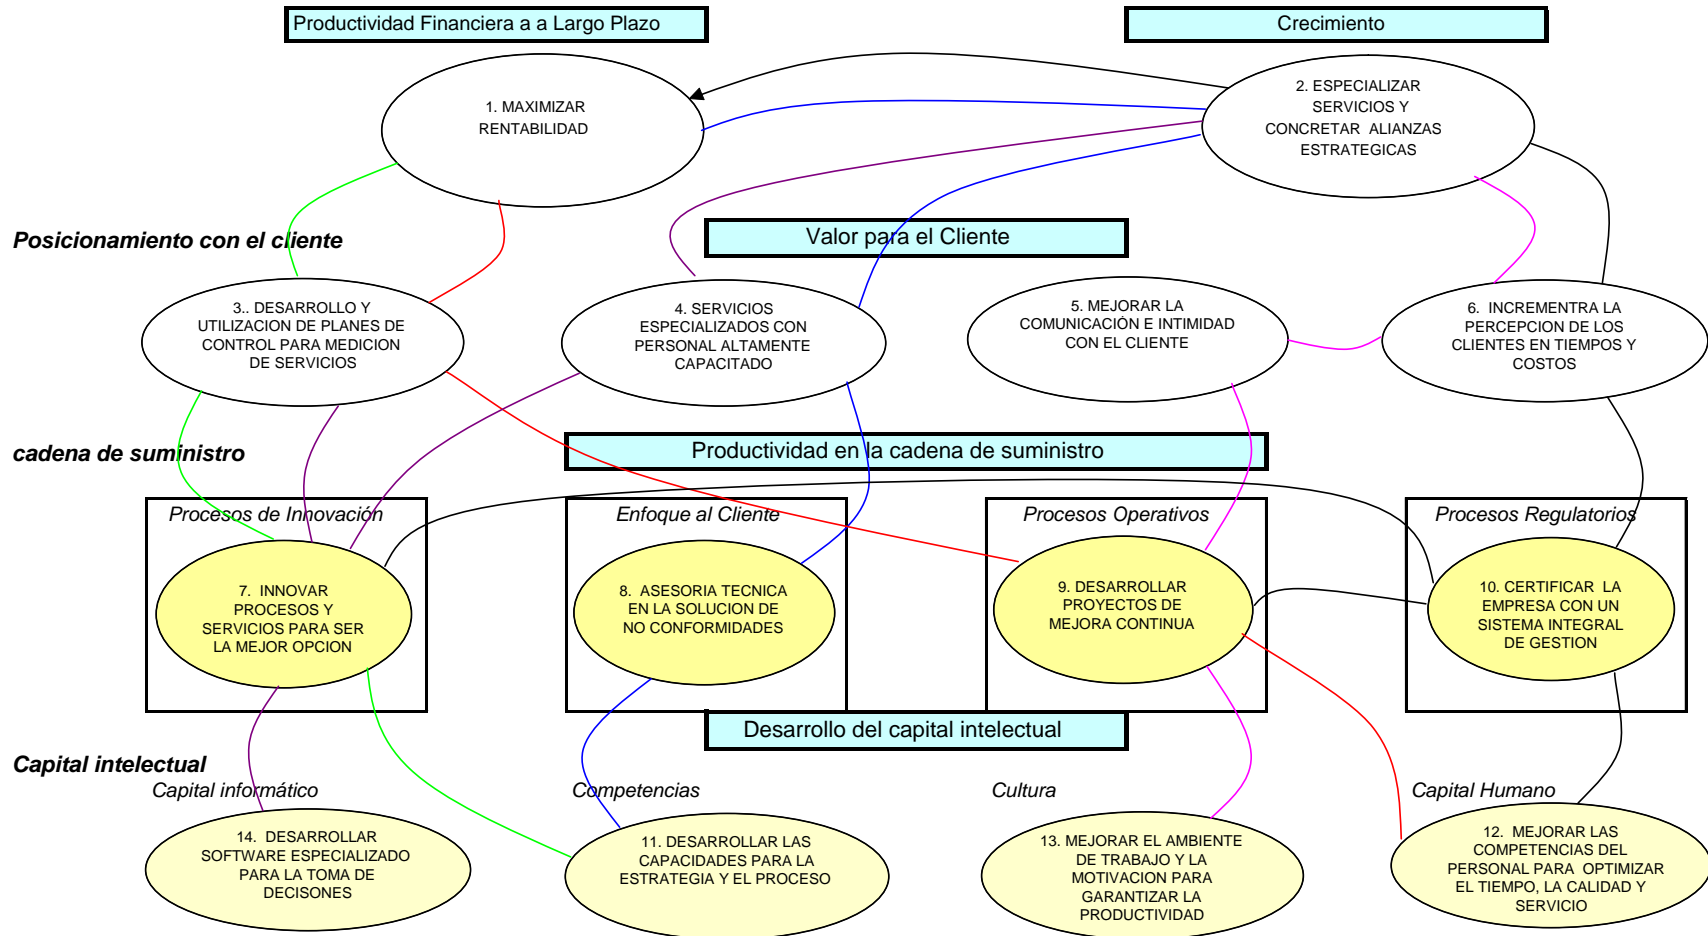 Productividad Financiera a a Largo Plazo
Crecimiento
1. MAXIMIZAR
RENTABILIDAD
2. ESPECIALIZAR
SERVICIOS Y
CONCRETAR ALIANZAS
ESTRATEGICAS
Posicionamiento con el cliente
Valor para el Cliente
3.. DESARROLLO Y
UTILIZACION DE PLANES DE
CONTROL PARA MEDICION
DE SERVICIOS
4. SERVICIOS
ESPECIALIZADOS CON
PERSONAL ALTAMENTE
CAPACITADO
5. MEJORAR LA
COMUNICACIÓN E INTIMIDAD
CON EL CLIENTE
6. INCREMENTRA LA
PERCEPCION DE LOS
CLIENTES EN TIEMPOS Y
COSTOS
cadena de suministro
Productividad en la cadena de suministro
Procesos de Innovación
Enfoque al Cliente
Procesos Operativos
Procesos Regulatorios
7. INNOVAR
PROCESOS Y
SERVICIOS PARA SER
LA MEJOR OPCION
8. ASESORIA TECNICA
EN LA SOLUCION DE
NO CONFORMIDADES
9. DESARROLLAR
PROYECTOS DE
MEJORA CONTINUA
10. CERTIFICAR LA
EMPRESA CON UN
SISTEMA INTEGRAL
DE GESTION
Desarrollo del capital intelectual
Capital intelectual
Capital informático
Competencias
Cultura
Capital Humano
14. DESARROLLAR
SOFTWARE ESPECIALIZADO
PARA LA TOMA DE
DECISONES
11. DESARROLLAR LAS
CAPACIDADES PARA LA
ESTRATEGIA Y EL PROCESO
13. MEJORAR EL AMBIENTE
DE TRABAJO Y LA
MOTIVACION PARA
GARANTIZAR LA
PRODUCTIVIDAD
12. MEJORAR LAS
COMPETENCIAS DEL
PERSONAL PARA OPTIMIZAR
EL TIEMPO, LA CALIDAD Y
SERVICIO